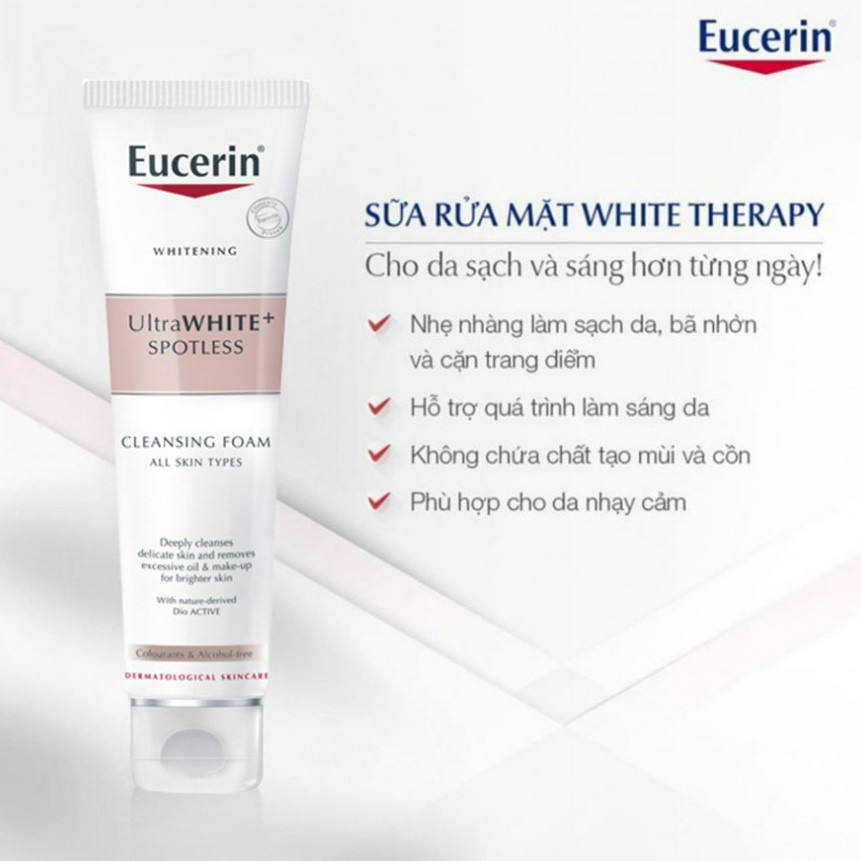 Eucerin
Eucerin
WHITENING
UltraWHITE+
SPOTLESS
CLEANSING FOAM
ALL SKIN TYPES
Deeply cleanses
delicate skin and removes
excessive oil & make-up
for brighter skin
With nature-derived
Dio ACTIVE
Colourants & Alcohol-free
DERMATOLOGICAL SKINCARE
SỮA RỬA MẶT WHITE THERAPY
Cho da sạch và sáng hơn từng ngày!
Nhẹ nhàng làm sạch da, bã nhờn
và cặn trang điểm
Hỗ trợ quá trình làm sáng da
Không chứa chất tạo mùi và cồn
Phù hợp cho da nhạy cảm